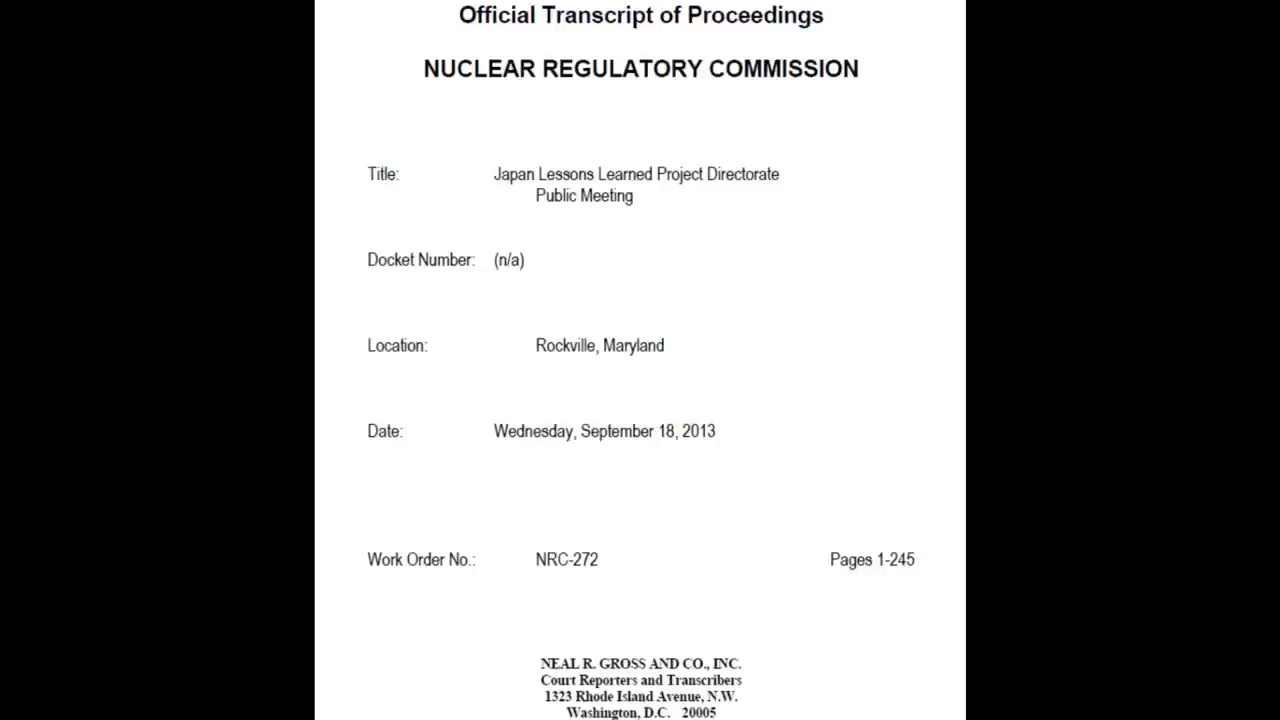 Official Transcript of Proceedings
NUCLEAR REGULATORY COMMISSION
Title: Japan Lessons Learned Project Directorate
Public Meeting
Docket Number: (n/a)
Location: Rockville, Maryland
Date: Wednesday, September 18, 2013
Work Order No.: NRC-272 Pages 1-245
NEAL R. GROSS AND CO., INC.
Court Reporters and Transcribers
1323 Rhode Island Avenue, N.W.
Washington, D.C. 20005